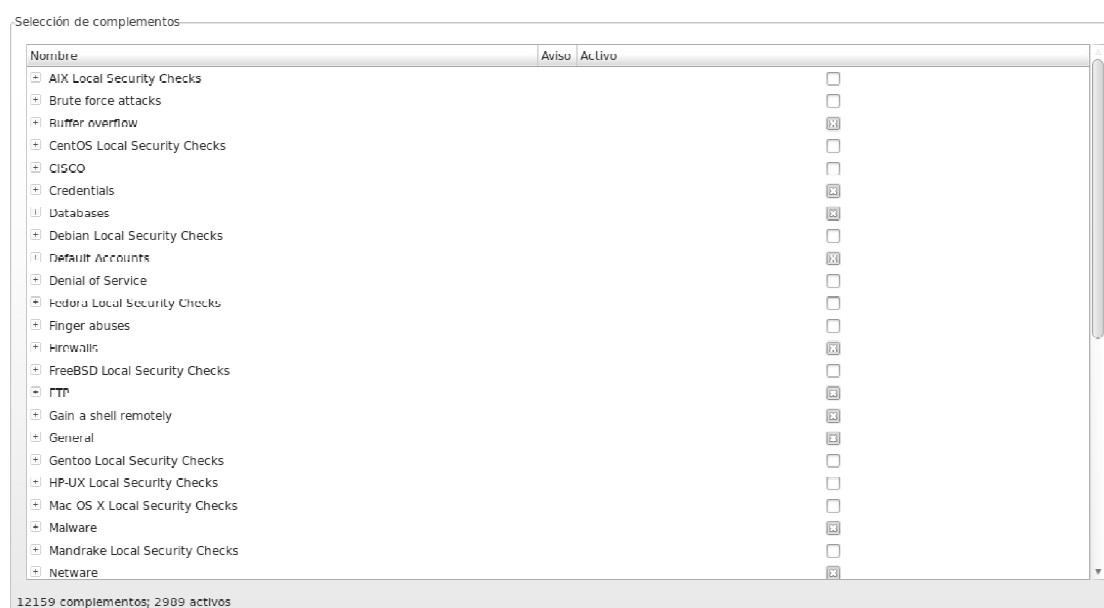 Selección de complementos
Nombre Aviso Activo
AIX Local Security Checks
Brute force attacks
Buffer overflow
CentOS Local Security Checks
CISCO
Credentials
Databases
Debian Local Security Checks
Default Accounts
Denial of Service
Fedora Local Security Checks
Finger abuses
Firewalls
FreeBSD Local Security Checks
FTP
Gain a shell remotely
General
Gentoo Local Security Checks
HP-UX Local Security Checks
Mac OS X Local Security Checks
Malware
Mandrake Local Security Checks
Netware
12159 complementos; 2989 activos